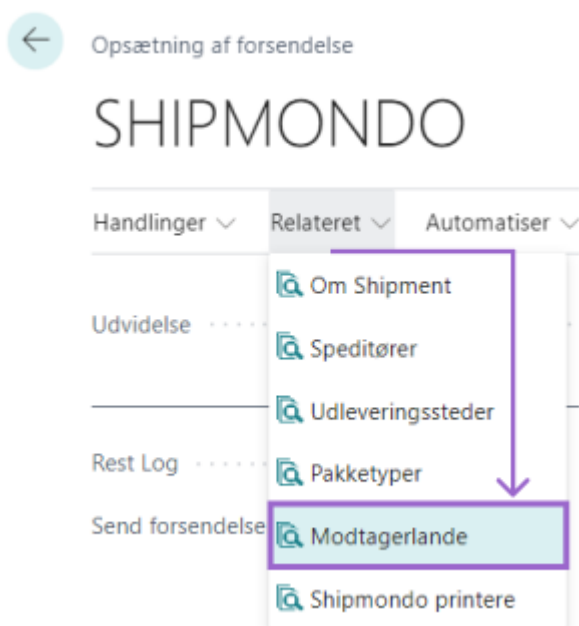 Opsætning af forsendelse
SHIPMONDO
Handlinger Relateret Automatiser
Om Shipment
Udvidelse
Speditører
Udleveringssteder
Rest Log
Pakketyper
Send forsendelse
Modtagerlande
Shipmondo printere